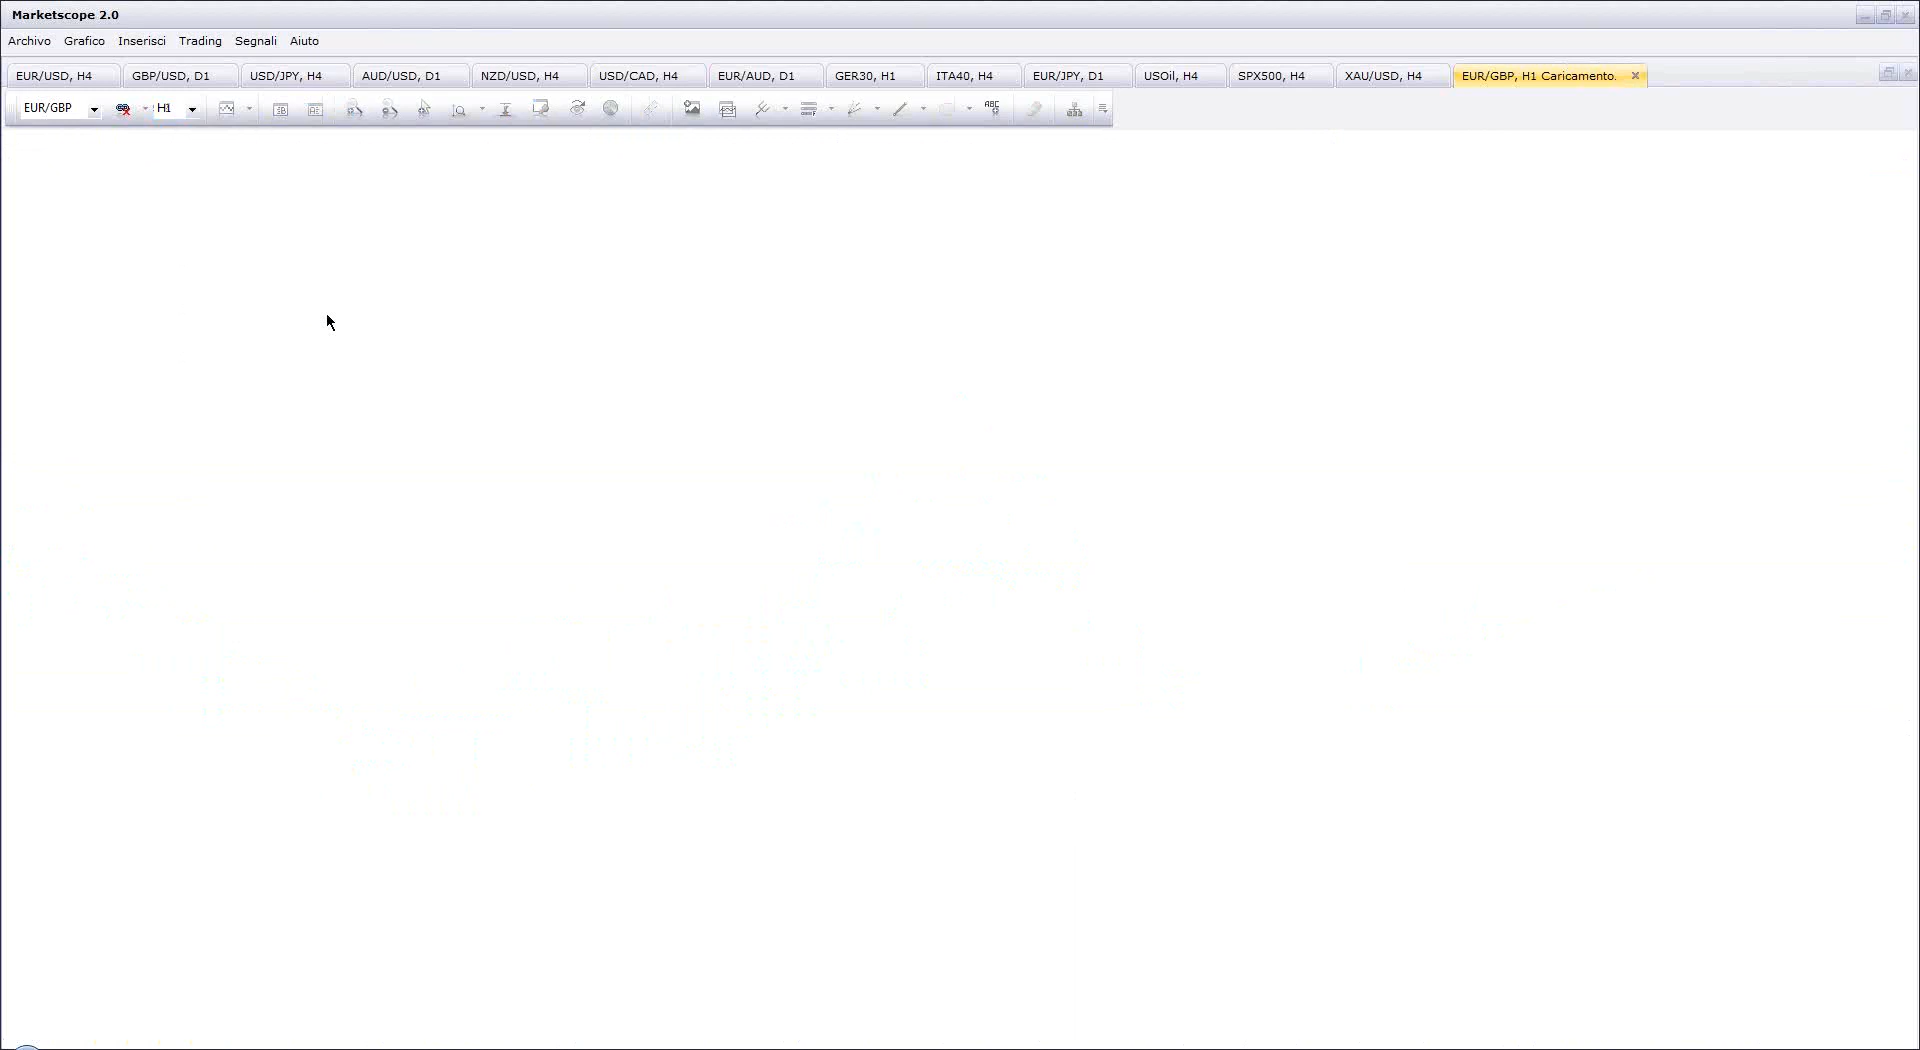 Marketscope 2.0
Archivo Grafico Inserisci Trading Segnali Aiuto
EUR/USD, H4 GBP/USD, D1 USD/JPY, H4 AUD/USD, D1 NZD/USD, H4 USD/CAD, H4 EUR/AUD, D1 GER30, H1 ITA40, H4 EUR/JPY, D1 USOil, H4 SPX500, H4 XAU/USD, H4 EUR/GBP, H1 Caricamento.
EUR/GBP H1 ABC